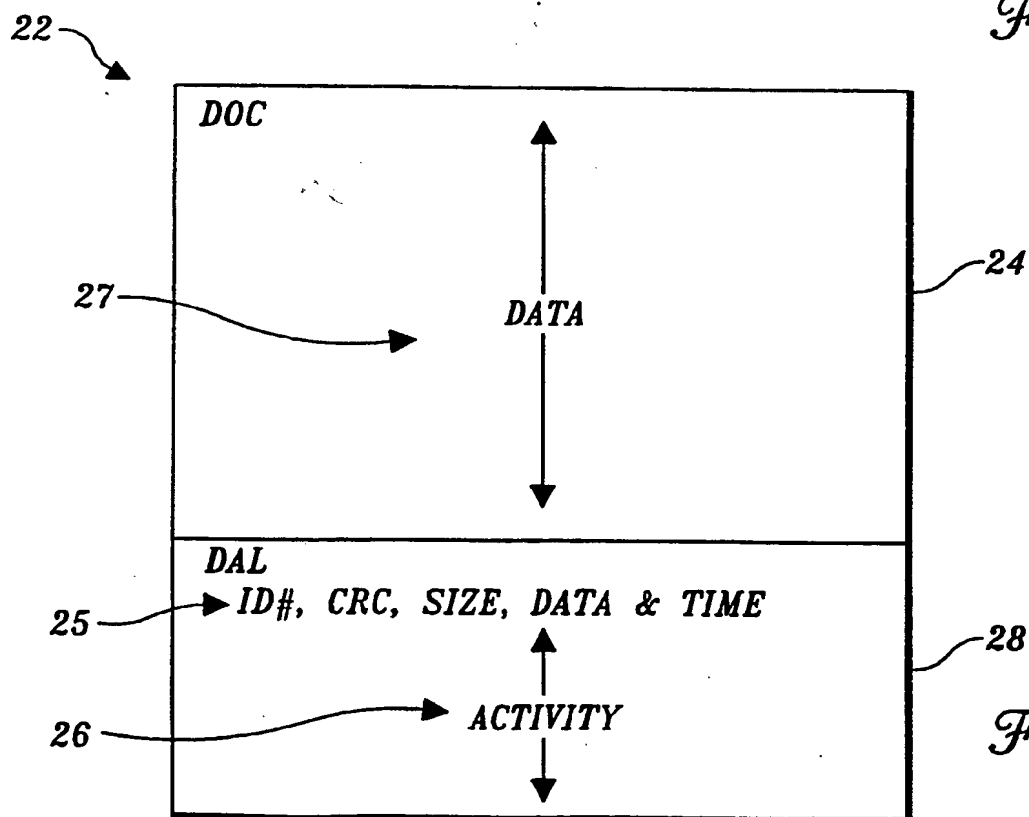 22
DOC
24
27
DATA
DAL
25
ID#, CRC, SIZE, DATA & TIME
28
26
ACTIVITY